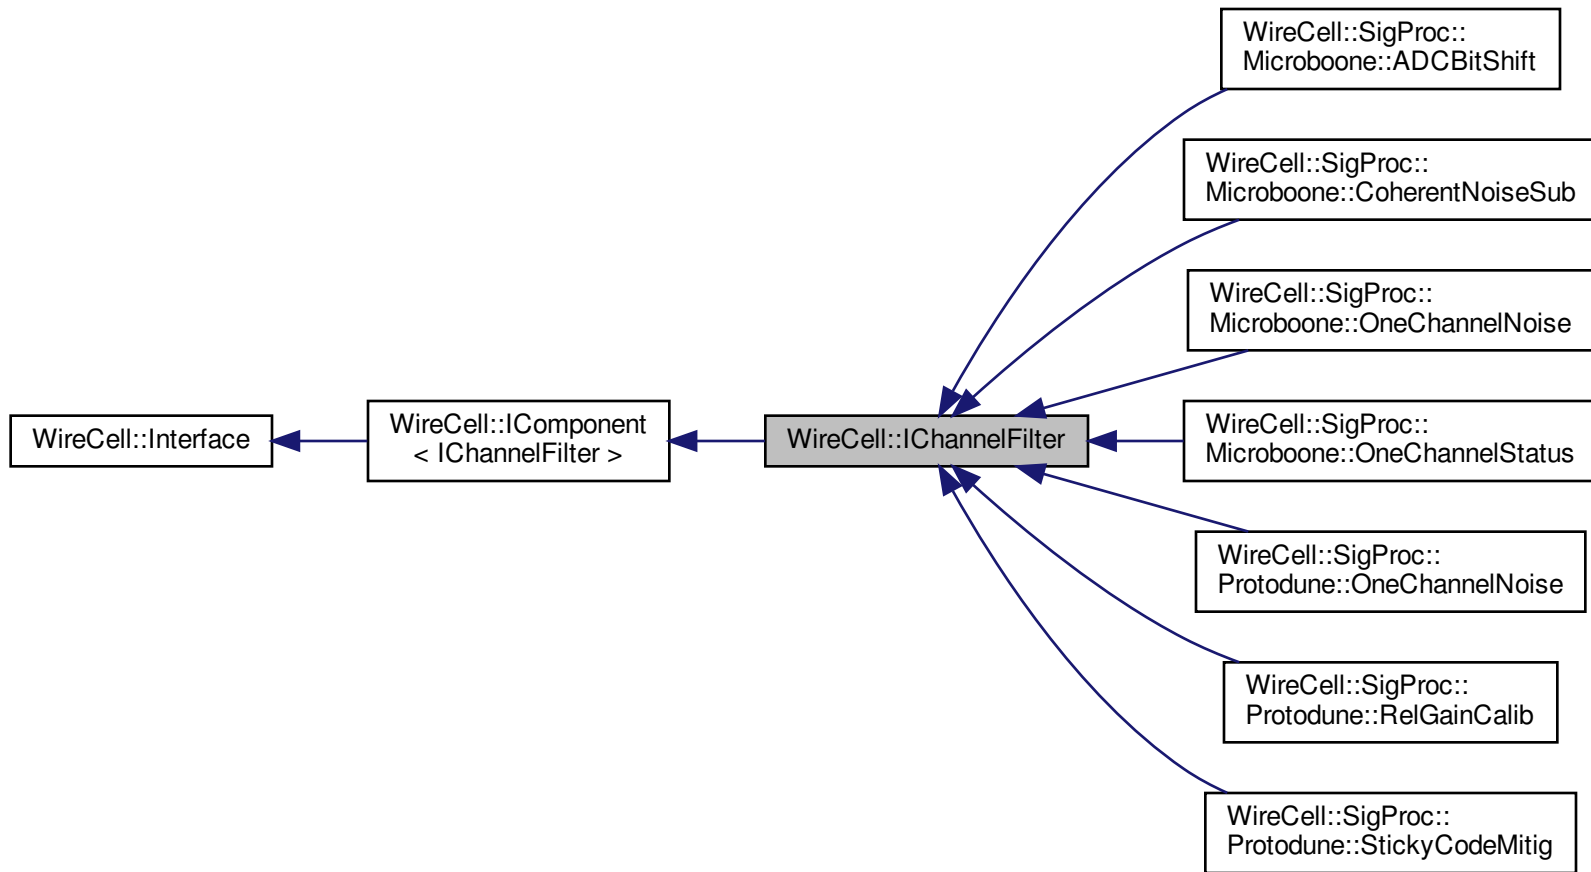 WireCell::Interface
WireCell::IComponent
< IChannelFilter >
WireCell::IChannelFilter
WireCell::SigProc::
Microboone::ADCBitShift
WireCell::SigProc::
Microboone::CoherentNoiseSub
WireCell::SigProc::
Microboone::OneChannelNoise
WireCell::SigProc::
Microboone::OneChannelStatus
WireCell::SigProc::
Protodune::OneChannelNoise
WireCell::SigProc::
Protodune::RelGainCalib
WireCell::SigProc::
Protodune::StickyCodeMitig